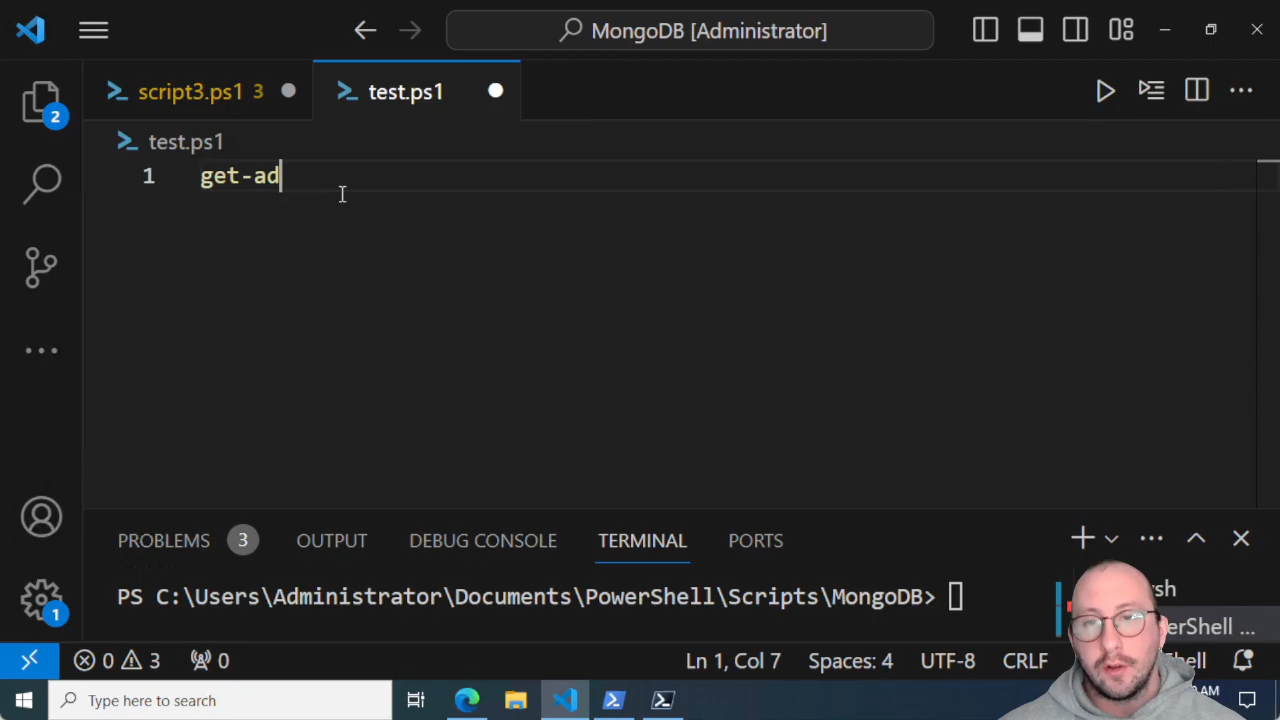 MongoDB [Administrator]
script3.ps1 3
test.ps1
2
test.ps1
1 get-ad
PROBLEMS 3 OUTPUT DEBUG CONSOLE TERMINAL PORTS
PS C:\Users\Administrator\Documents\PowerShell\Scripts\MongoDB>
1
0 3 0 Ln 1, Col 7 Spaces: 4 UTF-8 CRLF
Type here to search